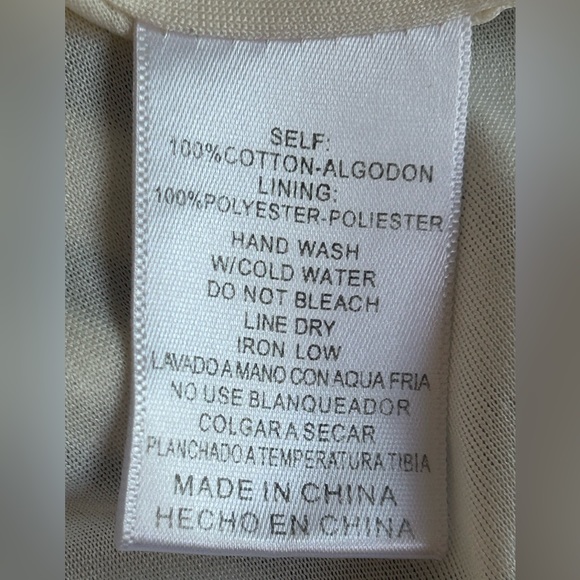 SELF:
100%COTTON-ALGODON
LINING:
100%POLYESTER-POLIESTER
HAND WASH
W/COLD WATER
DO NOT BLEACH
LINE DRY
IRON LOW
LAVADO A MANO CON AQUA FRIA
NO USE BLANQUEADOR
COLGAR A SECAR
PLANCHADO A TEMPERATURA TIBIA
MADE IN CHINA
HECHO EN CHINA